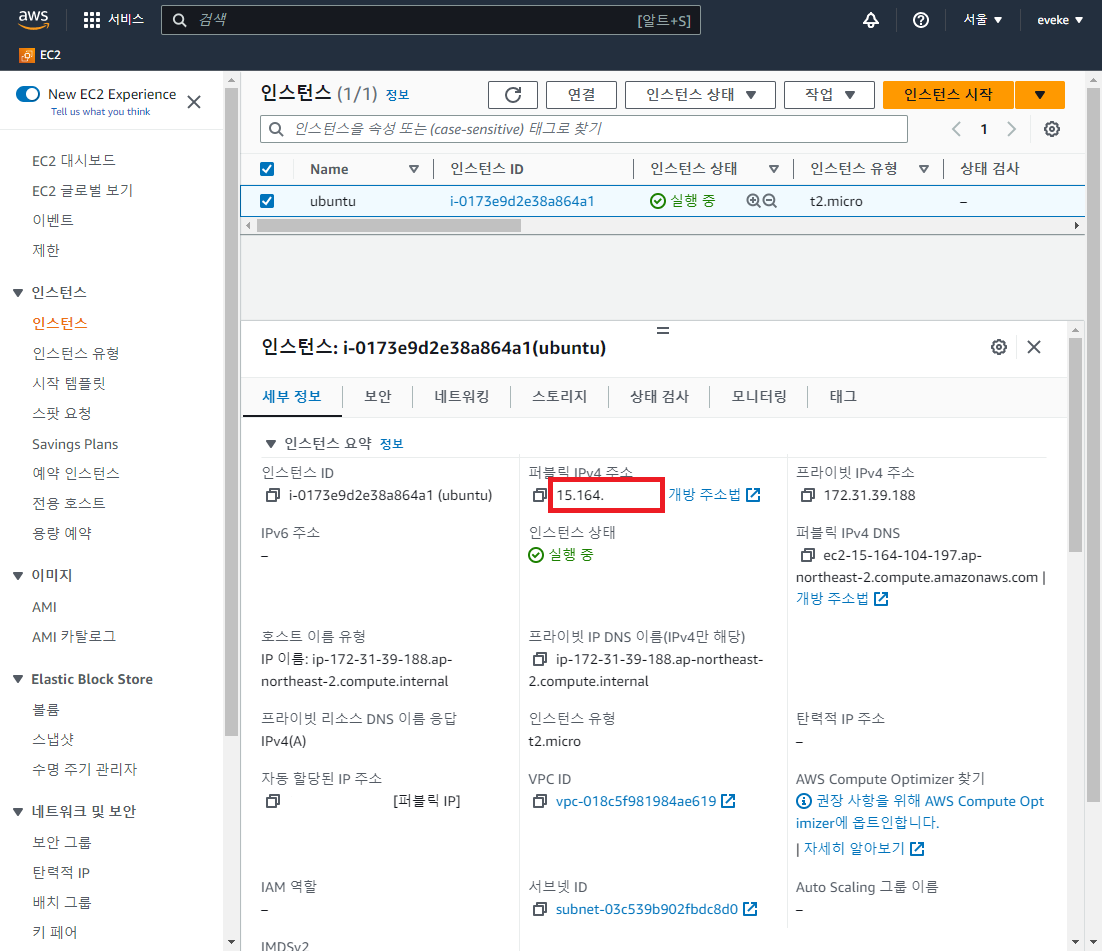 aws
서비스
검색
[알트+S]
서울 ▼
eveke ▼
EC2
New EC2 Experience
Tell us what you think
EC2 대시보드
EC2 글로벌 보기
이벤트
제한
▼ 인스턴스
인스턴스
인스턴스 유형
시작 템플릿
스팟 요청
Savings Plans
예약 인스턴스
전용 호스트
용량 예약
▼ 이미지
AMI
AMI 카탈로그
▼ Elastic Block Store
볼륨
스냅샷
수명 주기 관리자
▼ 네트워크 및 보안
보안 그룹
탄력적 IP
배치 그룹
키 페어
인스턴스 (1/1) 정보
연결
인스턴스 상태 ▼
작업 ▼
인스턴스 시작
▼
인스턴스을 속성 또는 (case-sensitive) 태그로 찾기
1
Name
인스턴스 ID
인스턴스 상태
인스턴스 유형
상태 검사
ubuntu
i-0173e9d2e38a864a1
실행 중
t2.micro
–
인스턴스: i-0173e9d2e38a864a1(ubuntu)
세부 정보
보안
네트워킹
스토리지
상태 검사
모니터링
태그
▼ 인스턴스 요약 정보
인스턴스 ID
i-0173e9d2e38a864a1 (ubuntu)
퍼블릭 IPv4 주소
15.164.
개방 주소법
프라이빗 IPv4 주소
172.31.39.188
IPv6 주소
–
인스턴스 상태
실행 중
퍼블릭 IPv4 DNS
ec2-15-164-104-197.ap-
northeast-2.compute.amazonaws.com |
개방 주소법
호스트 이름 유형
IP 이름: ip-172-31-39-188.ap-
northeast-2.compute.internal
프라이빗 IP DNS 이름(IPv4만 해당)
ip-172-31-39-188.ap-northeast-
2.compute.internal
프라이빗 리소스 DNS 이름 응답
IPv4(A)
인스턴스 유형
t2.micro
탄력적 IP 주소
–
자동 할당된 IP 주소
[퍼블릭 IP]
VPC ID
vpc-018c5f981984ae619
AWS Compute Optimizer 찾기
권장 사항을 위해 AWS Compute Opt
imizer에 옵트인합니다.
| 자세히 알아보기
IAM 역할
–
서브넷 ID
subnet-03c539b902fbdc8d0
Auto Scaling 그룹 이름
–
IMDSv2